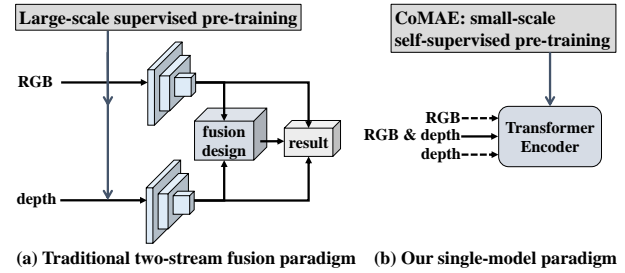 Large-scale supervised pre-training
RGB
depth
fusion
design
result
(a) Traditional two-stream fusion paradigm
CoMAE: small-scale
self-supervised pre-training
RGB
RGB & depth
depth
Transformer
Encoder
(b) Our single-model paradigm